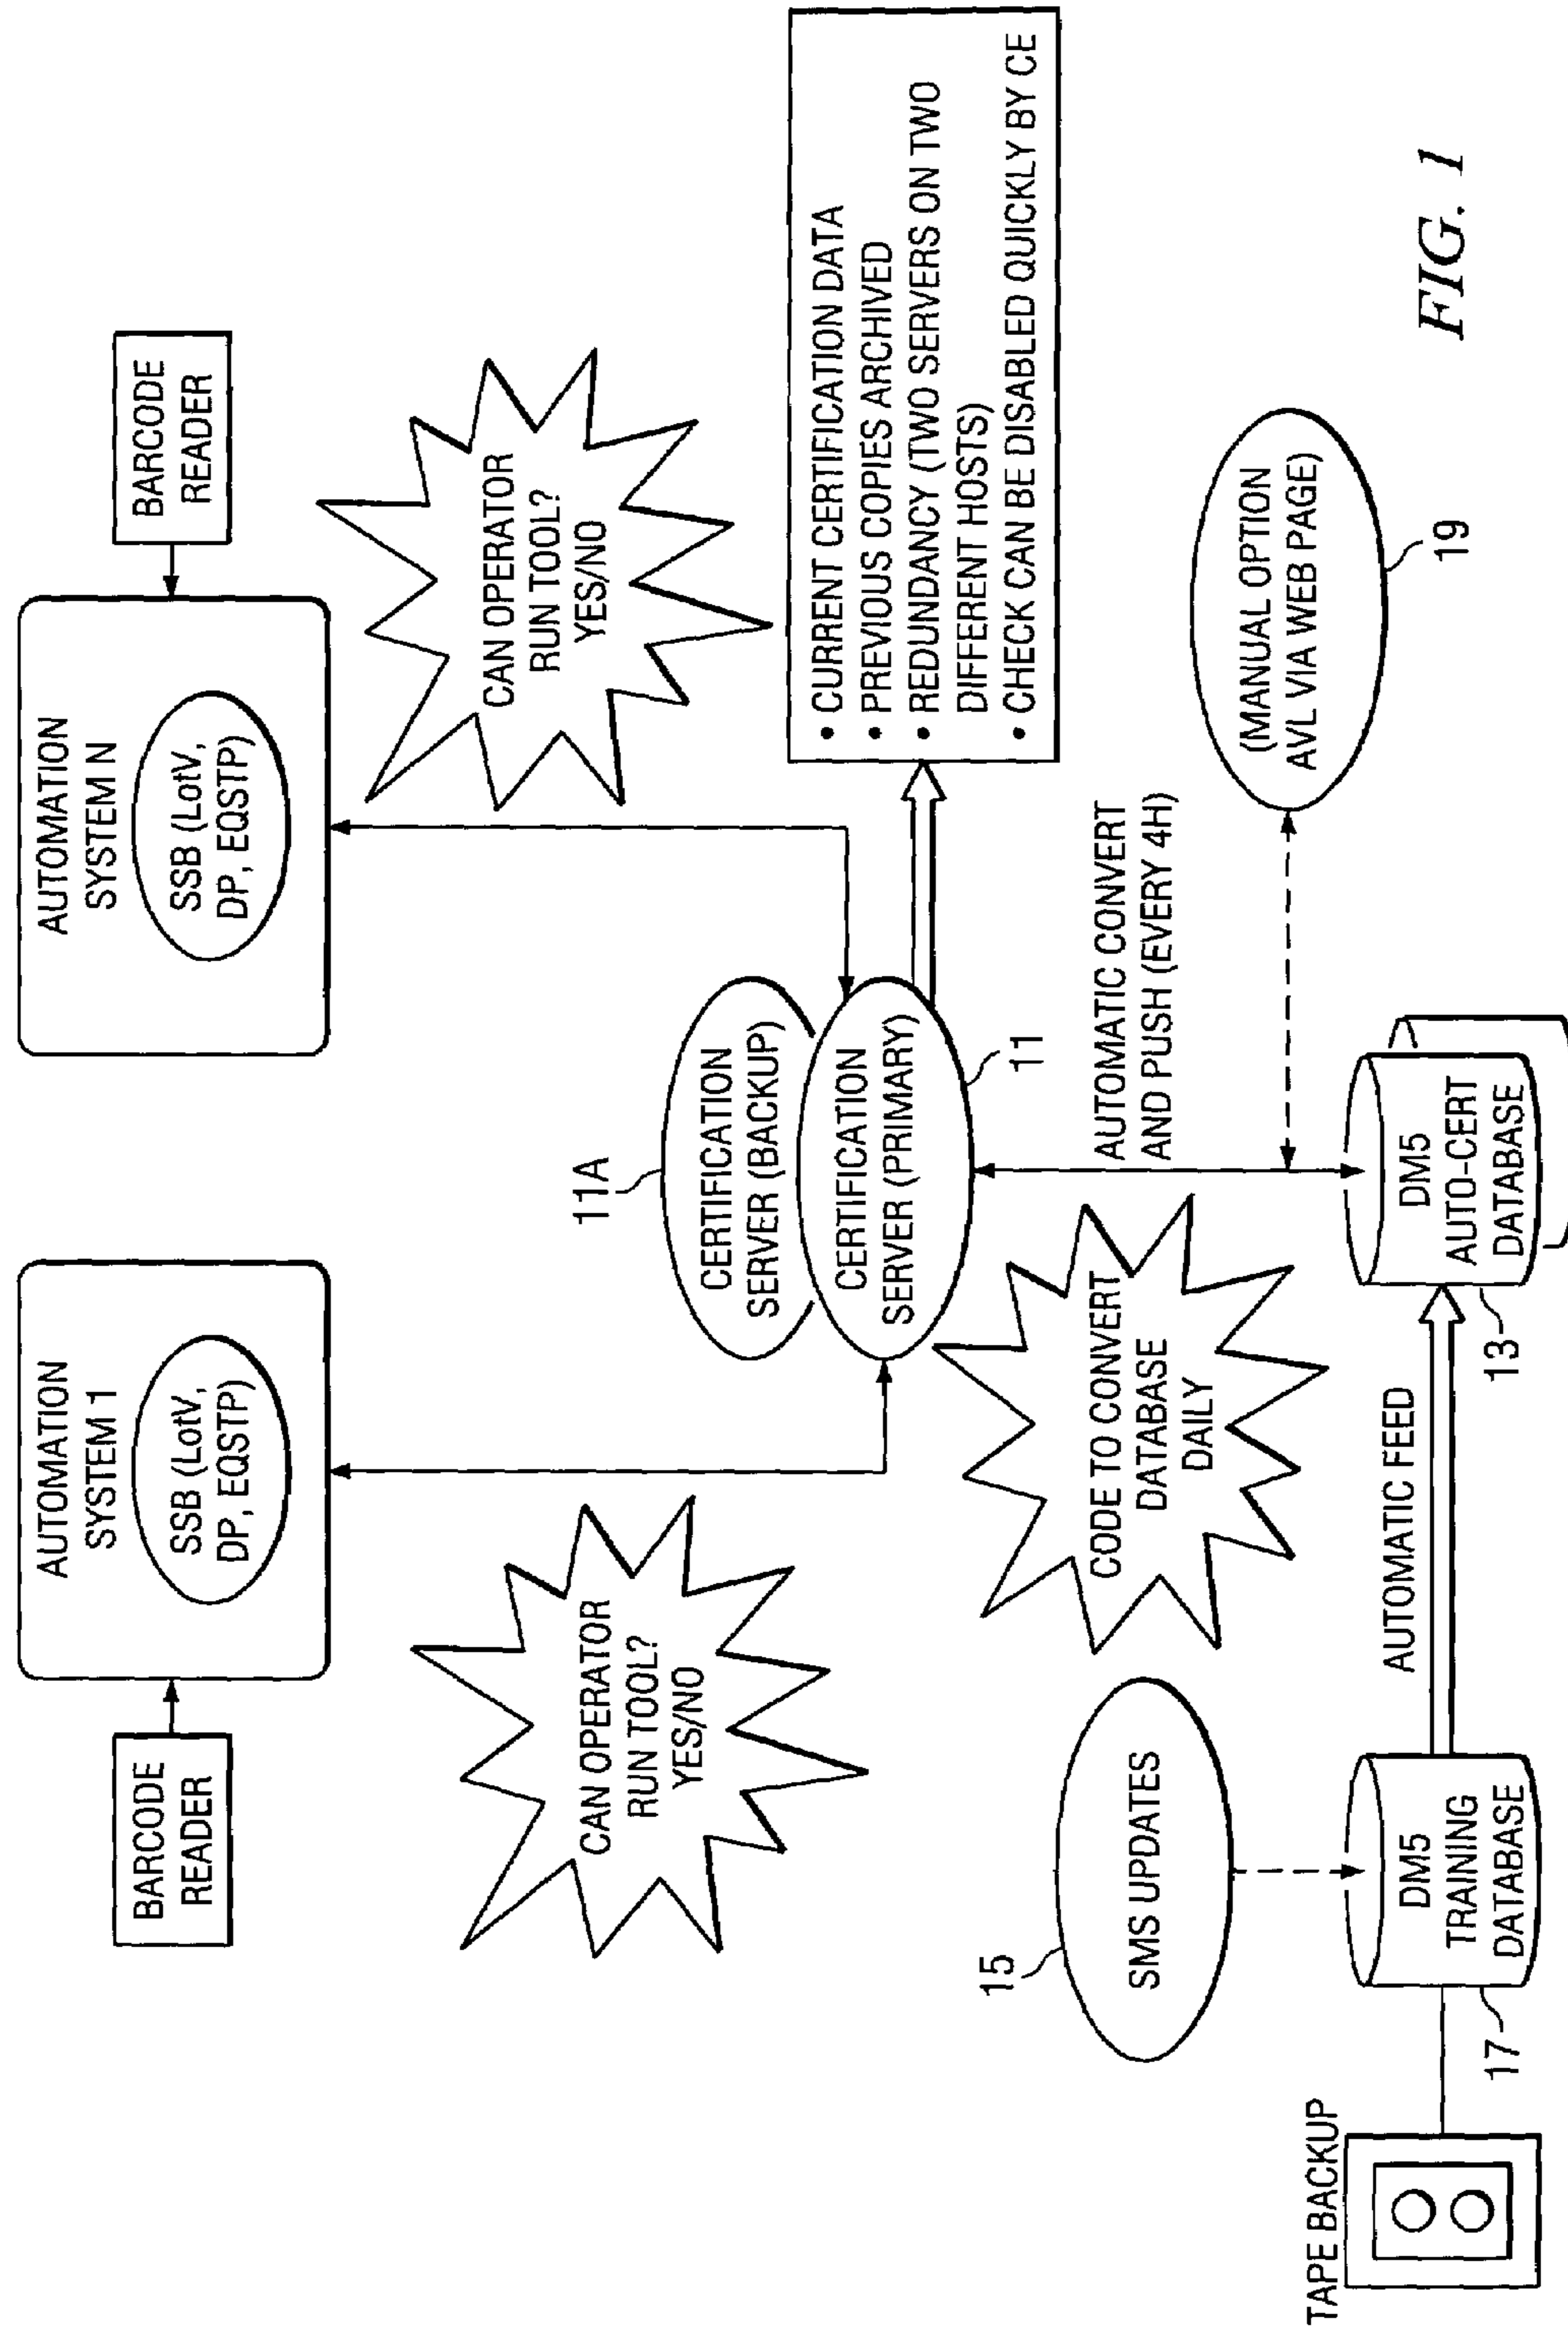 BARCODE
READER
AUTOMATION
SYSTEM 1
SSB (LotV,
DP, EQSTP)
AUTOMATION
SYSTEM N
SSB (LotV,
DP, EQSTP)
BARCODE
READER
CAN OPERATOR
RUN TOOL?
YES/NO
CAN OPERATOR
RUN TOOL?
YES/NO
11A
CERTIFICATION
SERVER (BACKUP)
CERTIFICATION
SERVER (PRIMARY)
11
• CURRENT CERTIFICATION DATA
• PREVIOUS COPIES ARCHIVED
• REDUNDANCY (TWO SERVERS ON TWO
DIFFERENT HOSTS)
• CHECK CAN BE DISABLED QUICKLY BY CE
CODE TO CONVERT
DATABASE
DAILY
AUTOMATIC CONVERT
AND PUSH (EVERY 4H)
15
SMS UPDATES
(MANUAL OPTION
AVL VIA WEB PAGE)
19
TAPE BACKUP
DM5
TRAINING
DATABASE
17
AUTOMATIC FEED
DM5
AUTO-CERT
DATABASE
13
FIG. 1